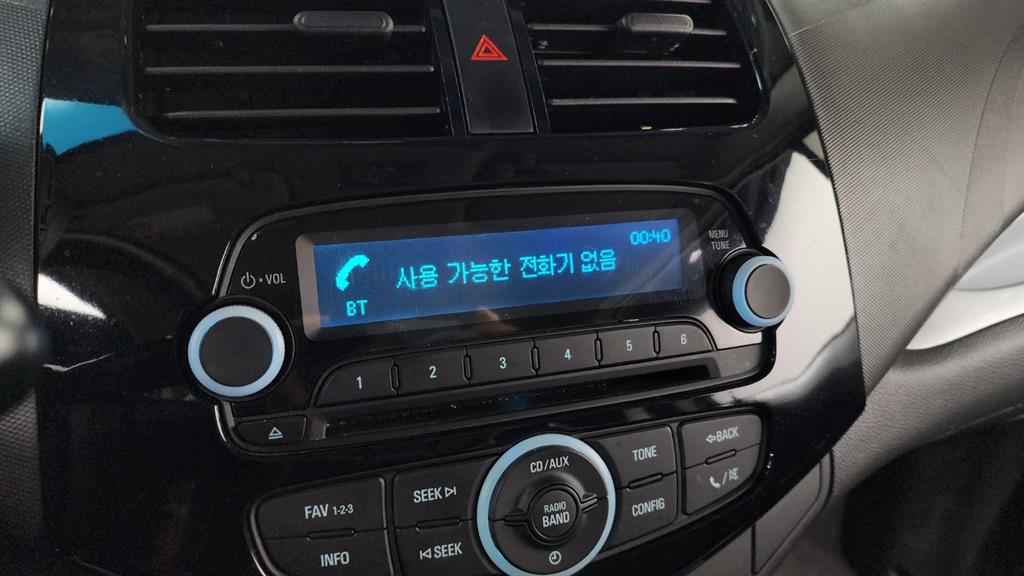 00:40
MENU
TUNE
사용 가능한 전화기 없음
BT
VOL
1 2 3 4 5 6
CD/AUX
TONE
BACK
FAV 1-2-3
SEEK
RADIO
BAND
CONFIG
INFO
SEEK